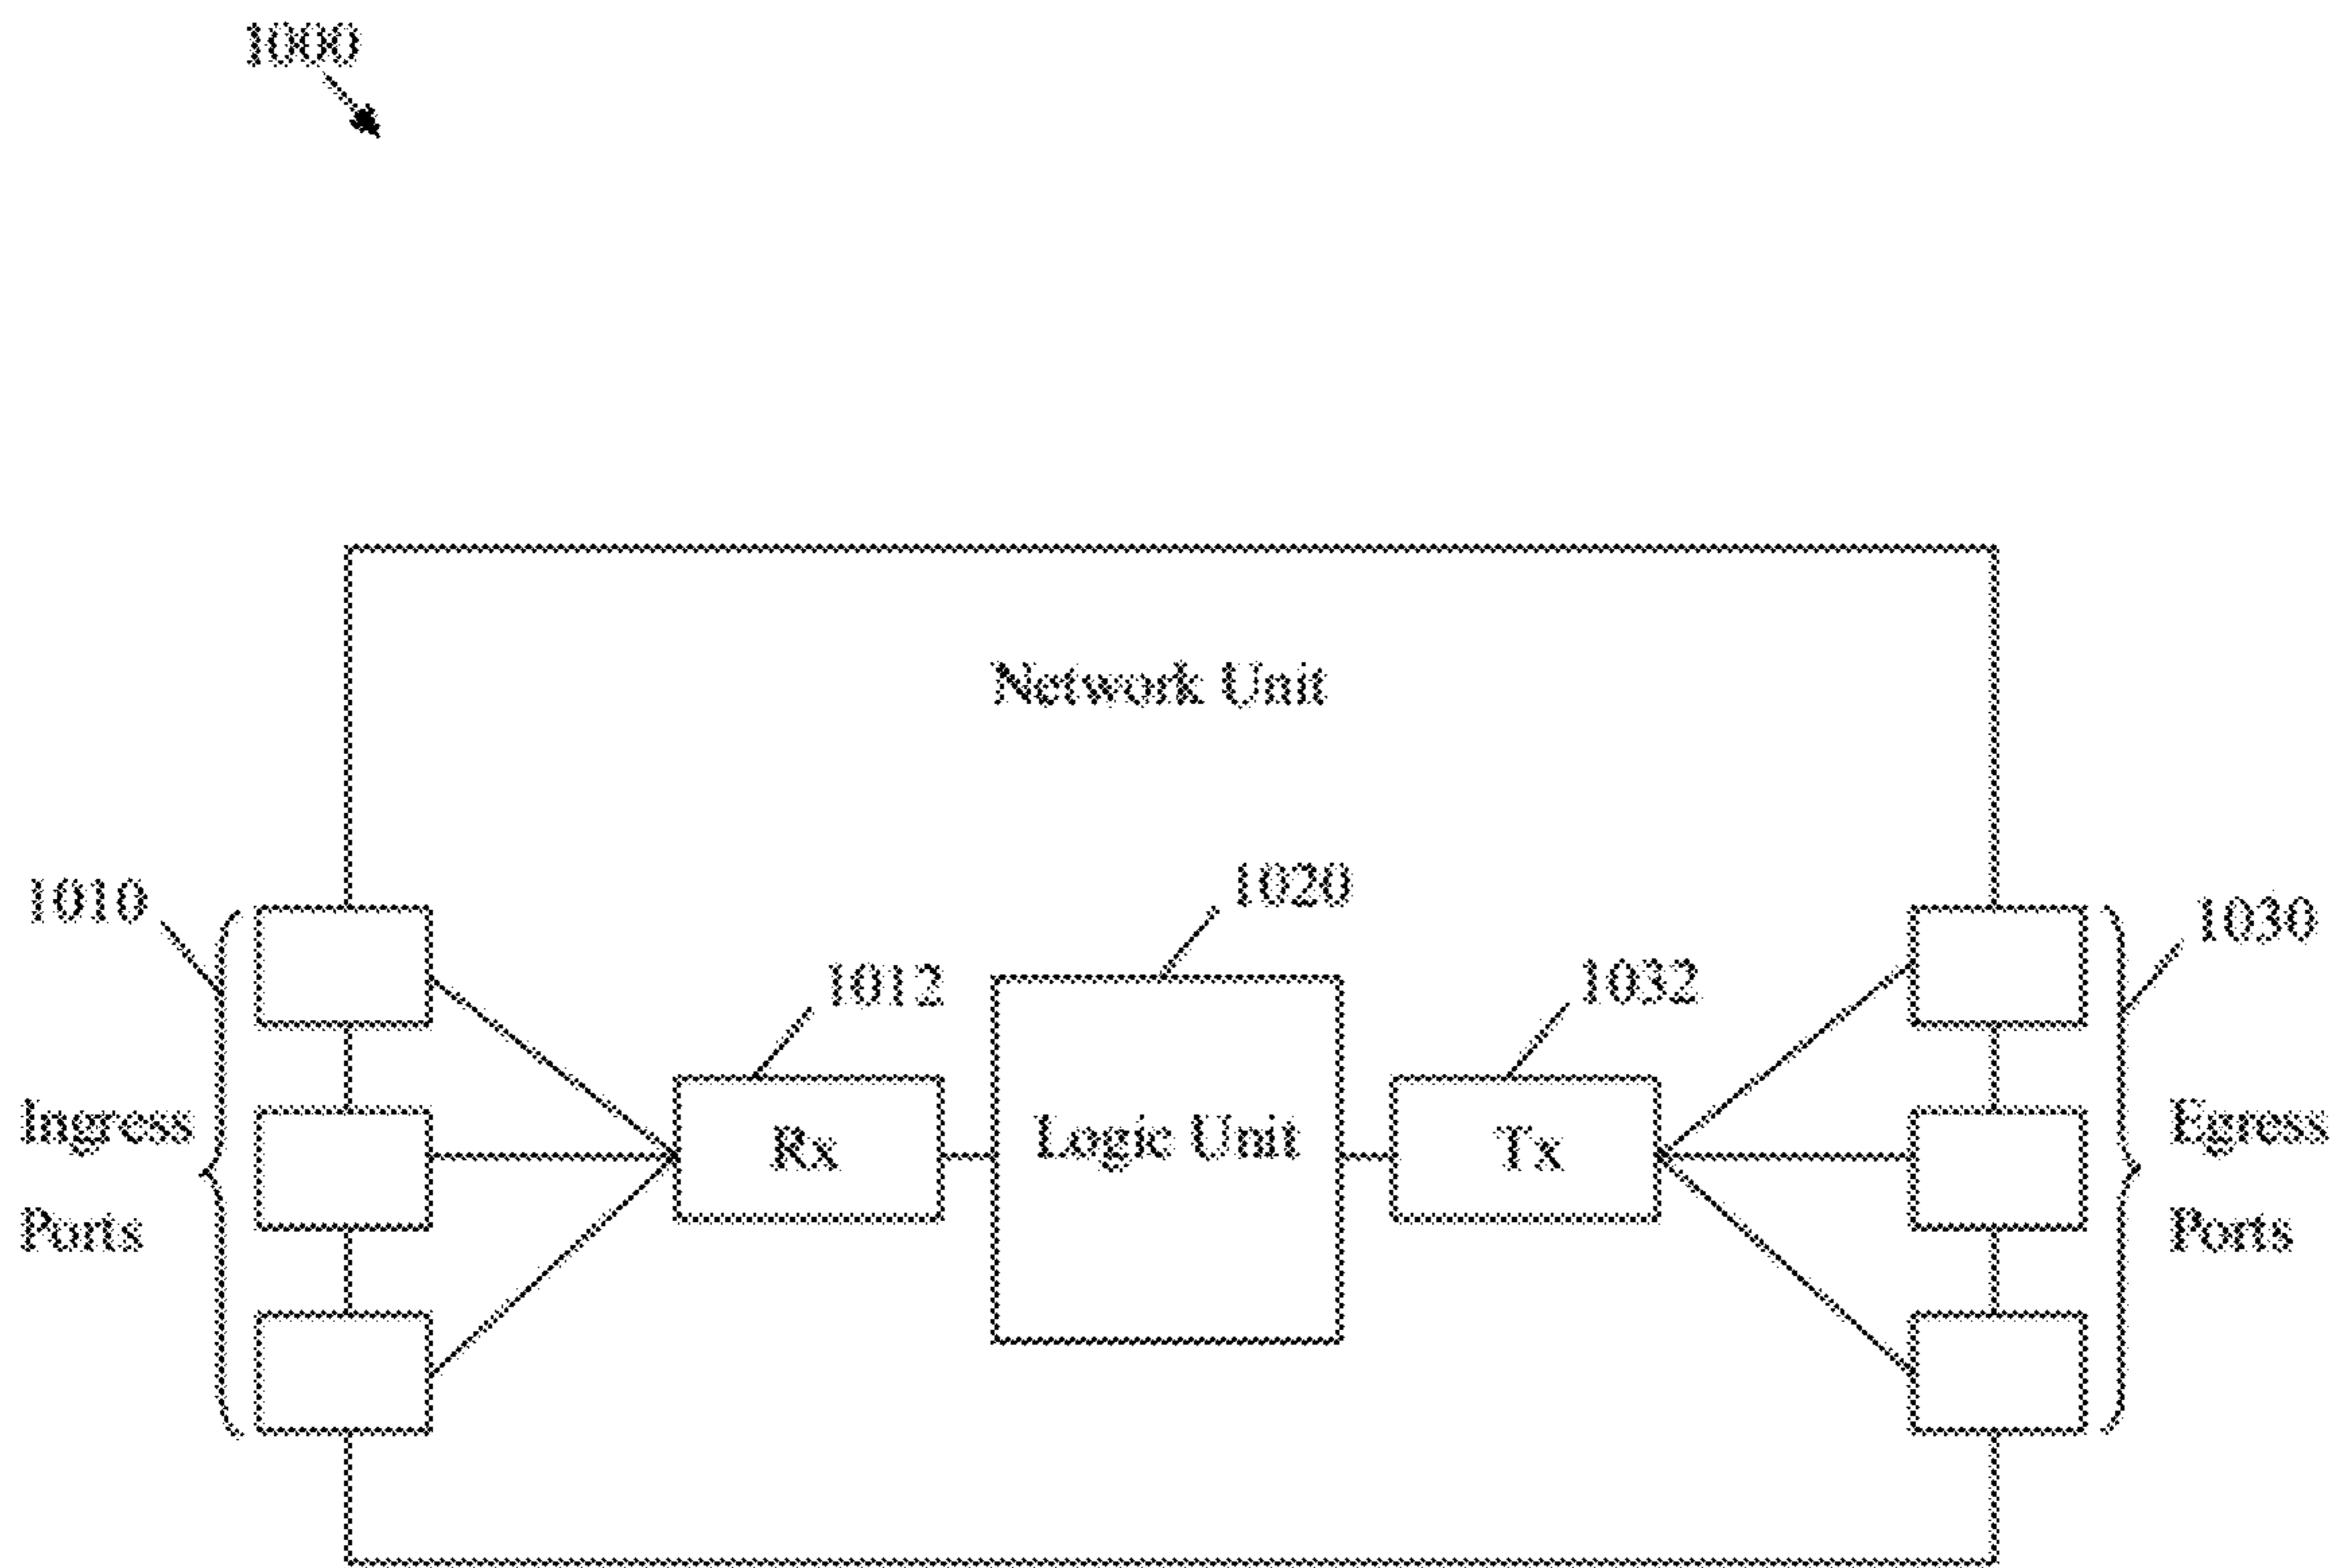 1000
Network Unit
1010
1020
1030
1012
1032
Ingress
Ports
Rx
Logic Unit
Tx
Egress
Ports